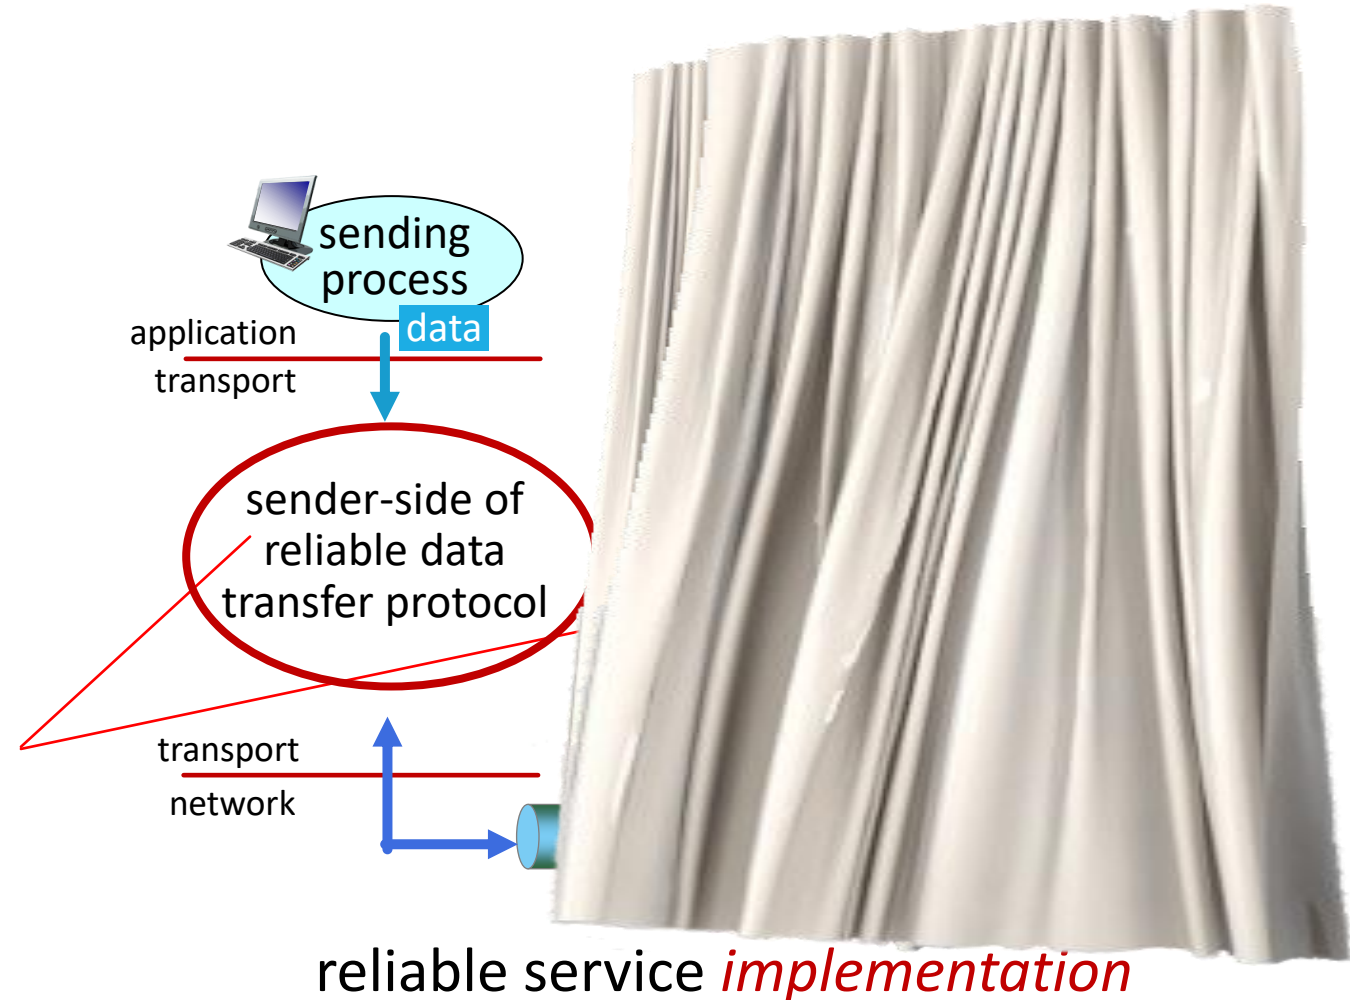 sending
process
data
application
transport
sender-side of
reliable data
transfer protocol
transport
network
reliable service implementation